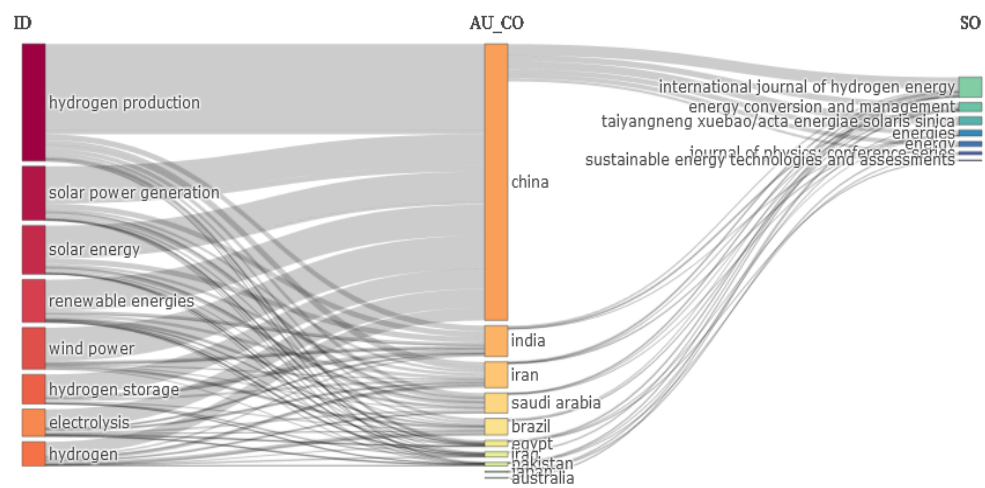 ID
AU_CO
SO
hydrogen production
solar power generation
solar energy
renewable energies
wind power
hydrogen storage
electrolysis
hydrogen
china
india
iran
saudi arabia
brazil
egypt
iraq
pakistan
japan
australia
international journal of hydrogen energy
energy conversion and management
taiyangneng xuebao/acta energiae solaris sinica
energies
energy
journal of physics: conference series
sustainable energy technologies and assessments